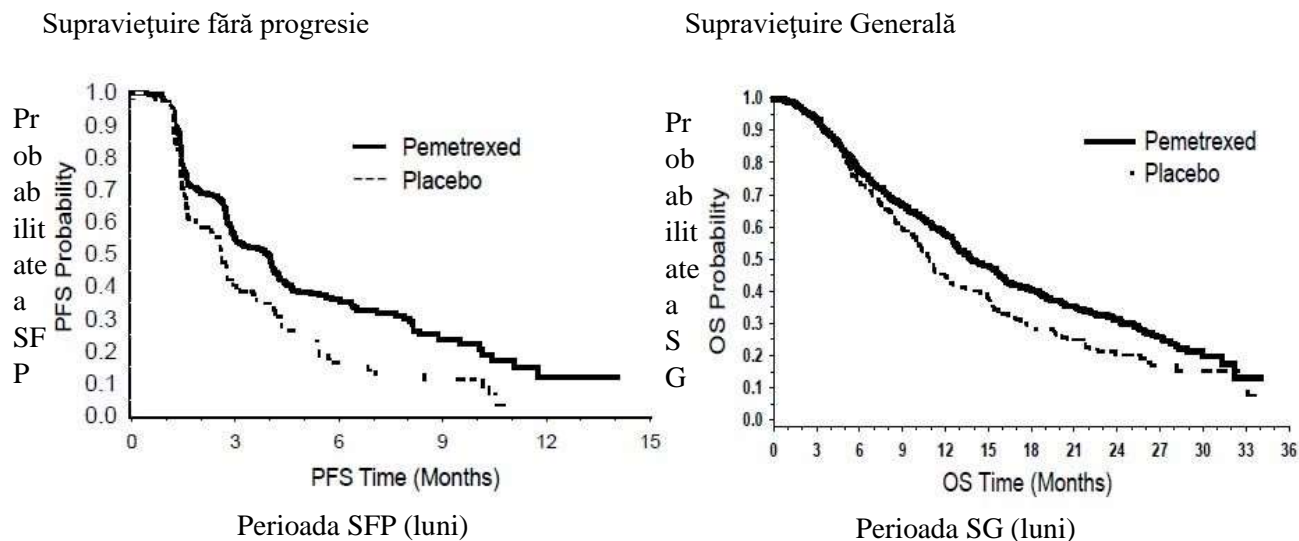 Supravieţuire fără progresie
Pr
ob
ab
ilit
ate
a
SF
P
PFS Probability
1.0
0.9
0.8
0.7
0.6
0.5
0.4
0.3
0.2
0.1
0.0
Pemetrexed
Placebo
0 3 6 9 12 15
PFS Time (Months)
Perioada SFP (luni)
Supravieţuire Generală
Pr
ob
ab
ilit
ate
a
S
G
OS Probability
1.0
0.9
0.8
0.7
0.6
0.5
0.4
0.3
0.2
0.1
0.0
Pemetrexed
Placebo
0 3 6 9 12 15 18 21 24 27 30 33 36
OS Time (Months)
Perioada SG (luni)